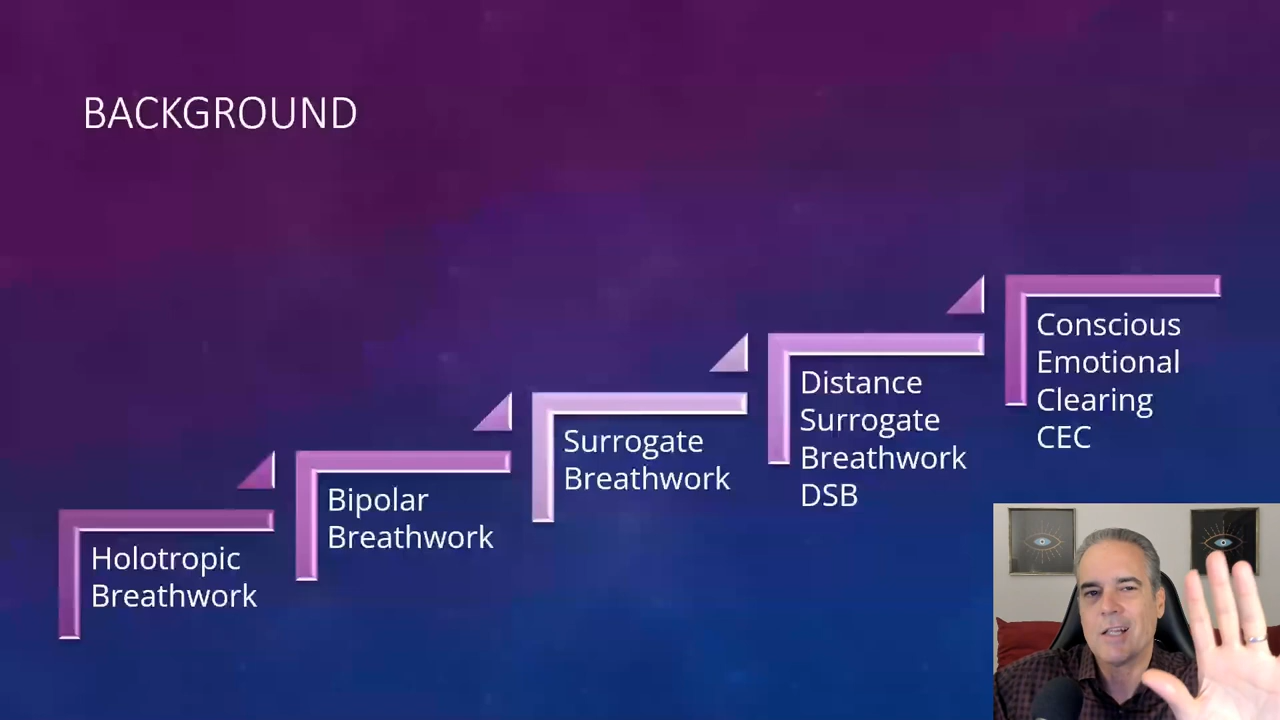 BACKGROUND
Holotropic
Breathwork
Bipolar
Breathwork
Surrogate
Breathwork
Distance
Surrogate
Breathwork
DSB
Conscious
Emotional
Clearing
CEC